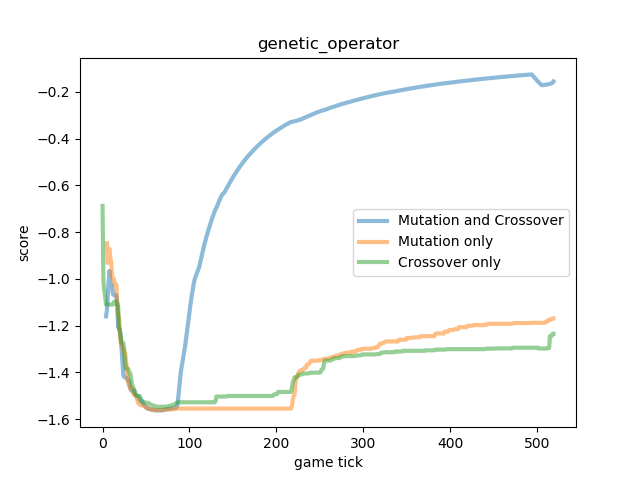 genetic_operator
score
−0.2
−0.4
−0.6
−0.8
−1.0
−1.2
−1.4
−1.6
Mutation and Crossover
Mutation only
Crossover only
0
100
200
300
400
500
game tick